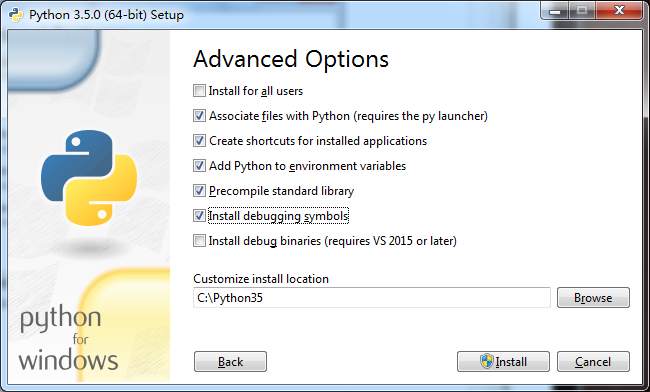 Python 3.5.0 (64-bit) Setup
Advanced Options
Install for all users
Associate files with Python (requires the py launcher)
Create shortcuts for installed applications
Add Python to environment variables
Precompile standard library
Install debugging symbols
Install debug binaries (requires VS 2015 or later)
Customize install location
C:\Python35
Browse
python
for
windows
Back
Install
Cancel